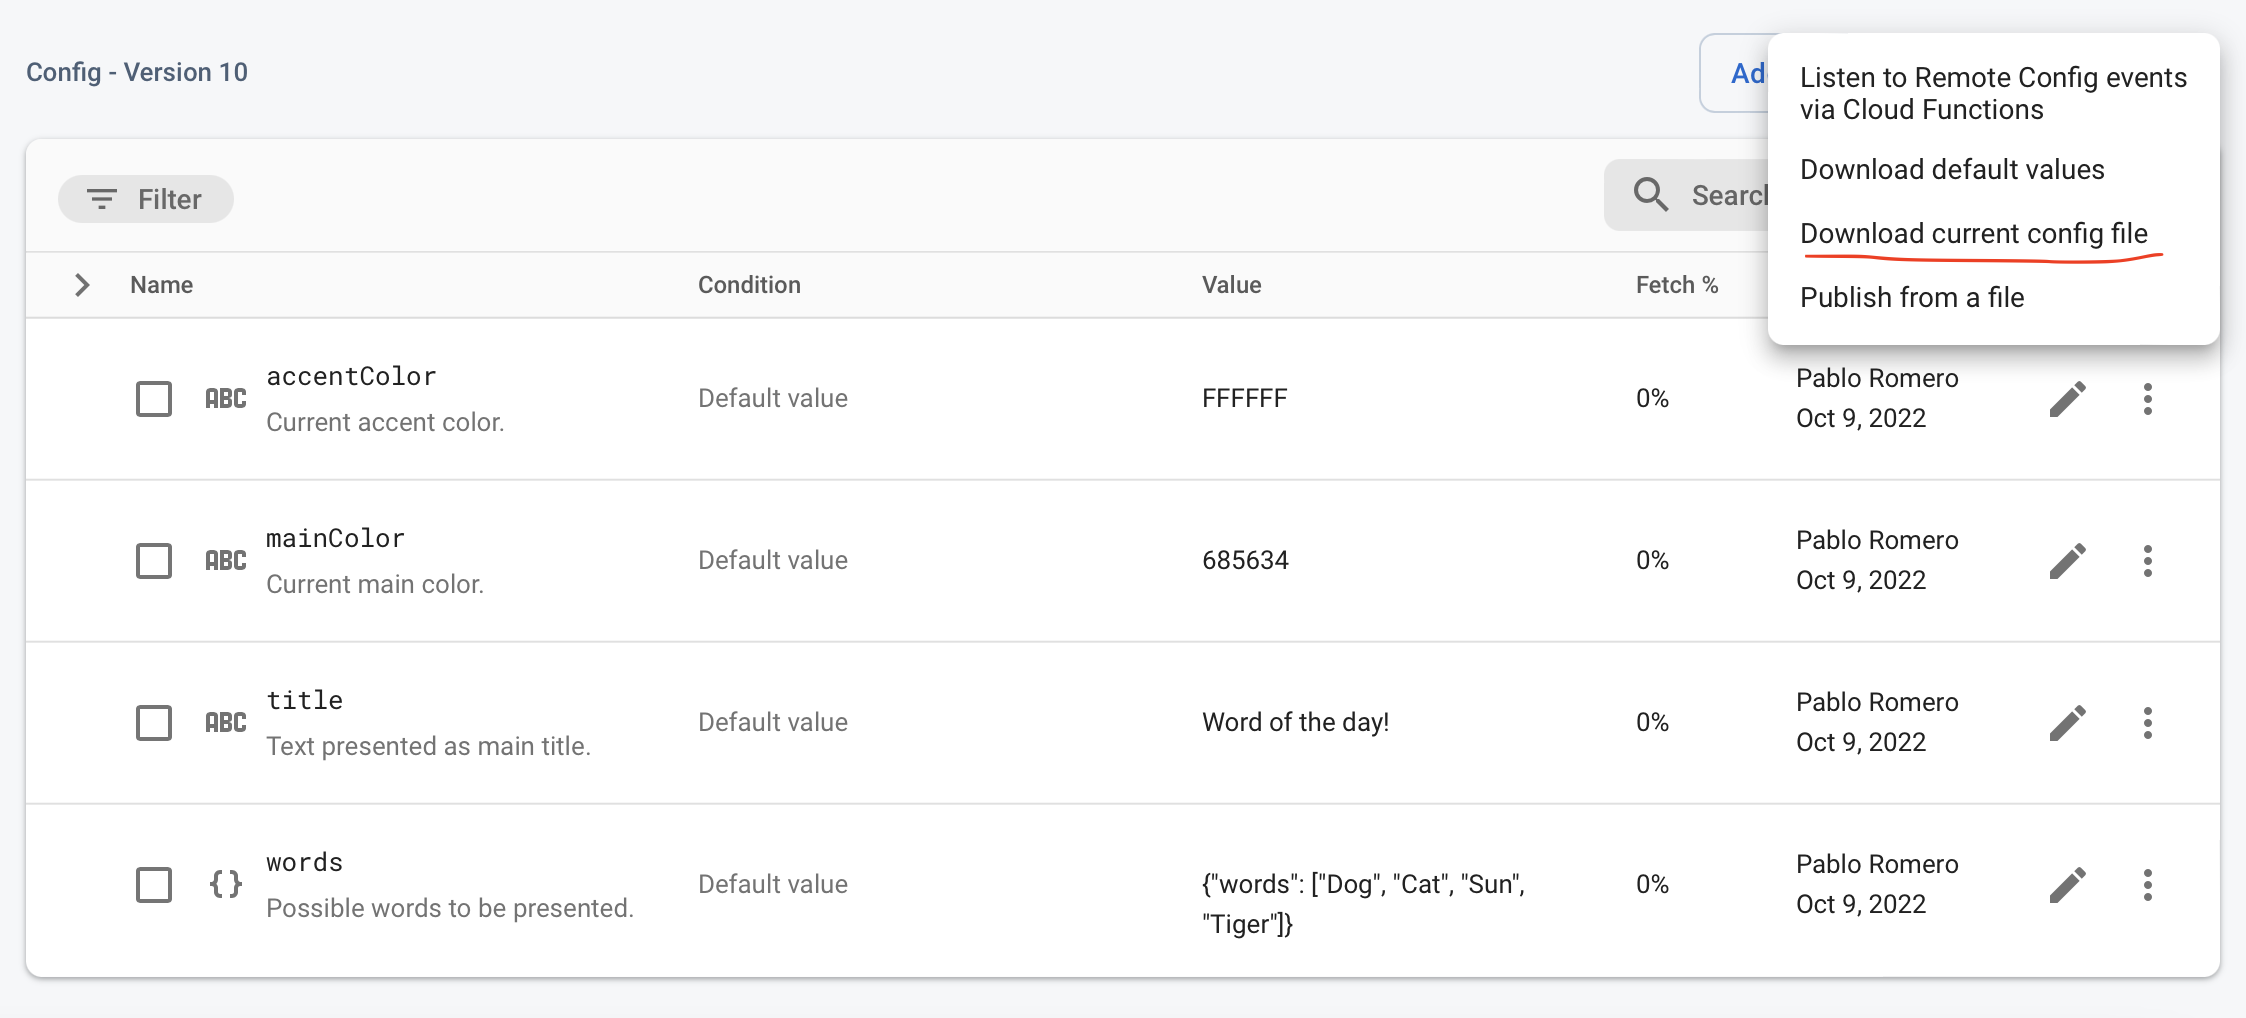 Config - Version 10
Listen to Remote Config events
via Cloud Functions
Download default values
Download current config file
Publish from a file
Filter
Name Condition Value Fetch %
ABC accentColor
Current accent color.
Default value
FFFFFF
0%
Pablo Romero
Oct 9, 2022
ABC mainColor
Current main color.
Default value
685634
0%
Pablo Romero
Oct 9, 2022
ABC title
Text presented as main title.
Default value
Word of the day!
0%
Pablo Romero
Oct 9, 2022
{} words
Possible words to be presented.
Default value
{"words": ["Dog", "Cat", "Sun",
"Tiger"]}
0%
Pablo Romero
Oct 9, 2022